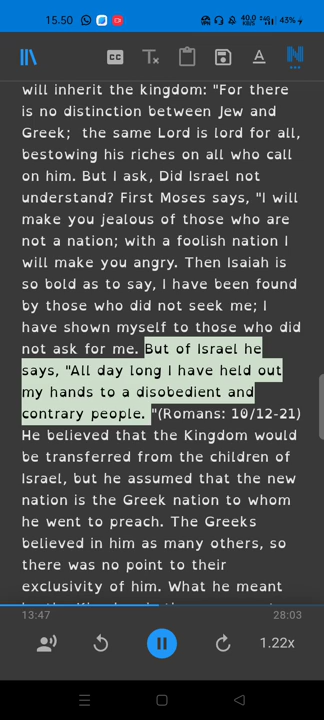 15.50
40.0
KB/S
43%
CC
will inherit the kingdom: "For there
is no distinction between Jew and
Greek;  the same Lord is lord for all,
bestowing his riches on all who call
on him. But I ask, Did Israel not
understand? First Moses says, "I will
make you jealous of those who are
not a nation; with a foolish nation I
will make you angry. Then Isaiah is
so bold as to say, I have been found
by those who did not seek me; I
have shown myself to those who did
not ask for me. But of Israel he
says, "All day long I have held out
my hands to a disobedient and
contrary people. "(Romans: 10/12-21)
He believed that the Kingdom would
be transferred from the children of
Israel, but he assumed that the new
nation is the Greek nation to whom
he went to preach. The Greeks
believed in him as many others, so
there was no point to their
exclusivity of him. What he meant
13:47
28:03
1.22x